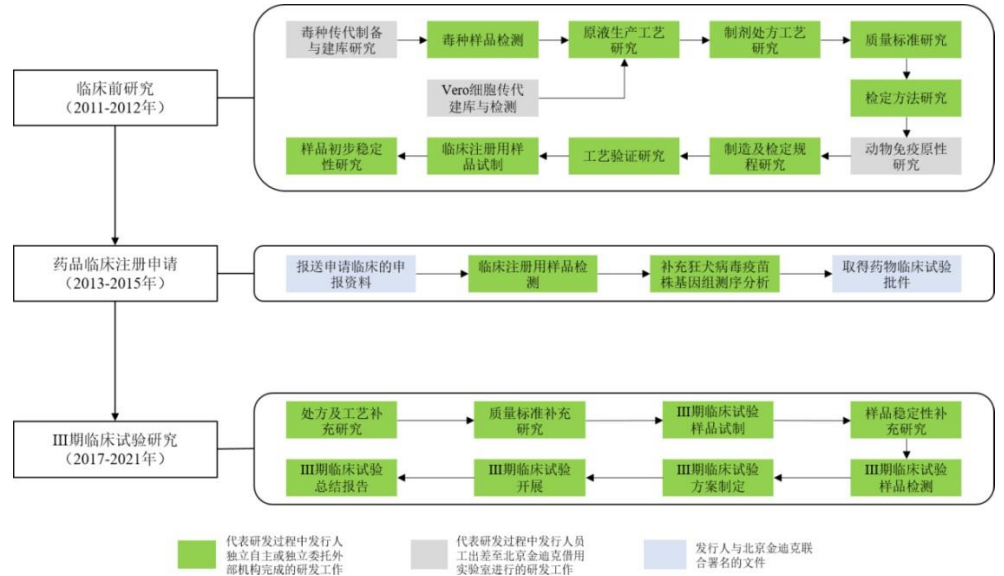 毒种传代制备
与建库研究
毒种样品检测
原液生产工艺
研究
制剂处方工艺
研究
质量标准研究
临床前研究
（2011-2012年）
Vero细胞传代
建库与检测
检定方法研究
样品初步稳定
性研究
临床注册用样
品试制
工艺验证研究
制造及检定规
程研究
动物免疫原性
研究
药品临床注册申请
（2013-2015年）
报送申请临床的申
报资料
临床注册用样品检
测
补充狂犬病毒疫苗
株基因组测序分析
取得药物临床试验
批件
III期临床试验研究
（2017-2021年）
处方及工艺补
充研究
质量标准补充
研究
III期临床试验
样品试制
样品稳定性补
充研究
III期临床试验
总结报告
III期临床试验
开展
III期临床试验
方案制定
III期临床试验
样品检测
代表研发过程中发行人
独立自主或独立委托外
部机构完成的研发工作
代表研发过程中发行人员
工出差至北京金迪克借用
实验室进行的研发工作
发行人与北京金迪克联
合署名的文件